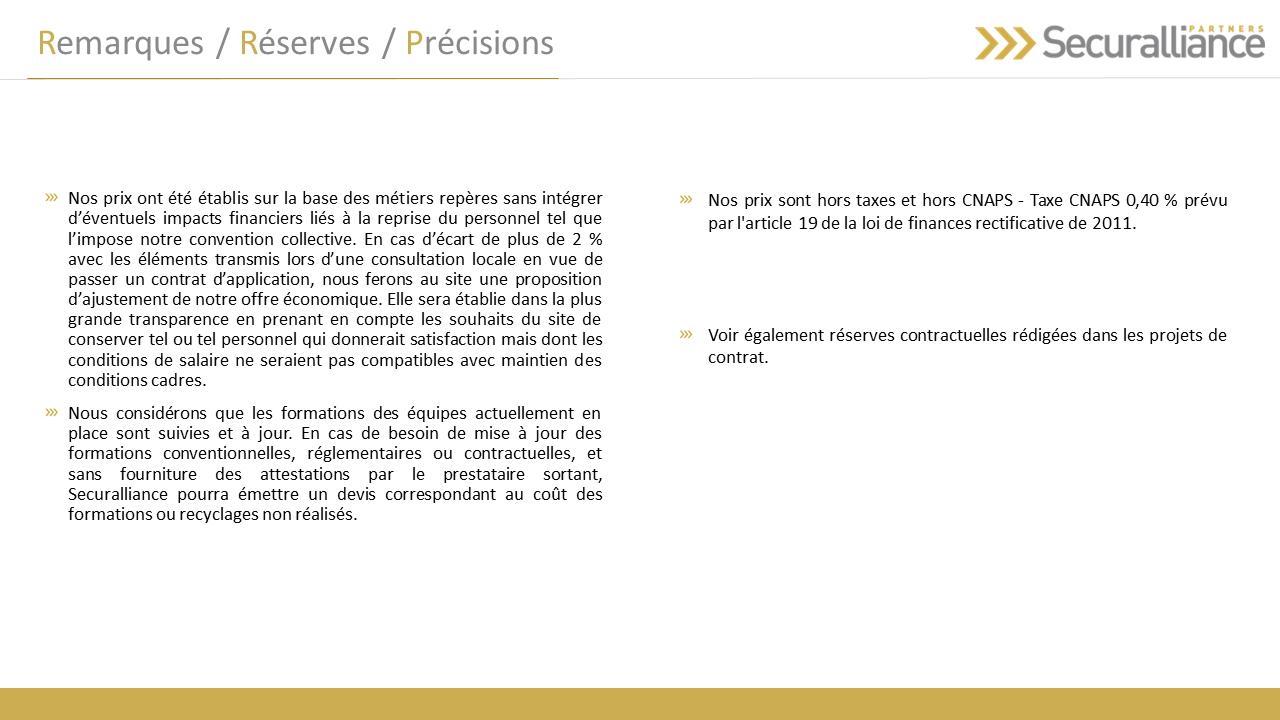 Remarques / Réserves / Précisions
PARTNERS
Securalliance
Nos prix ont été établis sur la base des métiers repères sans intégrer
d’éventuels impacts financiers liés à la reprise du personnel tel que
l’impose notre convention collective. En cas d’écart de plus de 2 %
avec les éléments transmis lors d’une consultation locale en vue de
passer un contrat d’application, nous ferons au site une proposition
d’ajustement de notre offre économique. Elle sera établie dans la plus
grande transparence en prenant en compte les souhaits du site de
conserver tel ou tel personnel qui donnerait satisfaction mais dont les
conditions de salaire ne seraient pas compatibles avec maintien des
conditions cadres.
Nous considérons que les formations des équipes actuellement en
place sont suivies et à jour. En cas de besoin de mise à jour des
formations conventionnelles, réglementaires ou contractuelles, et
sans fourniture des attestations par le prestataire sortant,
Securalliance pourra émettre un devis correspondant au coût des
formations ou recyclages non réalisés.
Nos prix sont hors taxes et hors CNAPS - Taxe CNAPS 0,40 % prévu
par l'article 19 de la loi de finances rectificative de 2011.
Voir également réserves contractuelles rédigées dans les projets de
contrat.